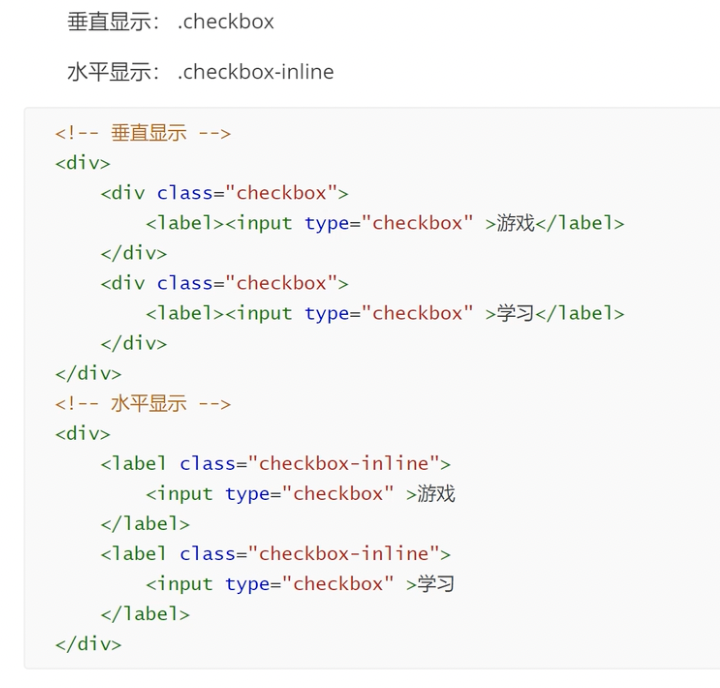 垂直显示： .checkbox
水平显示： .checkbox-inline
<!-- 垂直显示 -->
<div>
    <div class="checkbox">
        <label><input type="checkbox" >游戏</label>
    </div>
    <div class="checkbox">
        <label><input type="checkbox" >学习</label>
    </div>
</div>
<!-- 水平显示 -->
<div>
    <label class="checkbox-inline">
        <input type="checkbox" >游戏
    </label>
    <label class="checkbox-inline">
        <input type="checkbox" >学习
    </label>
</div>